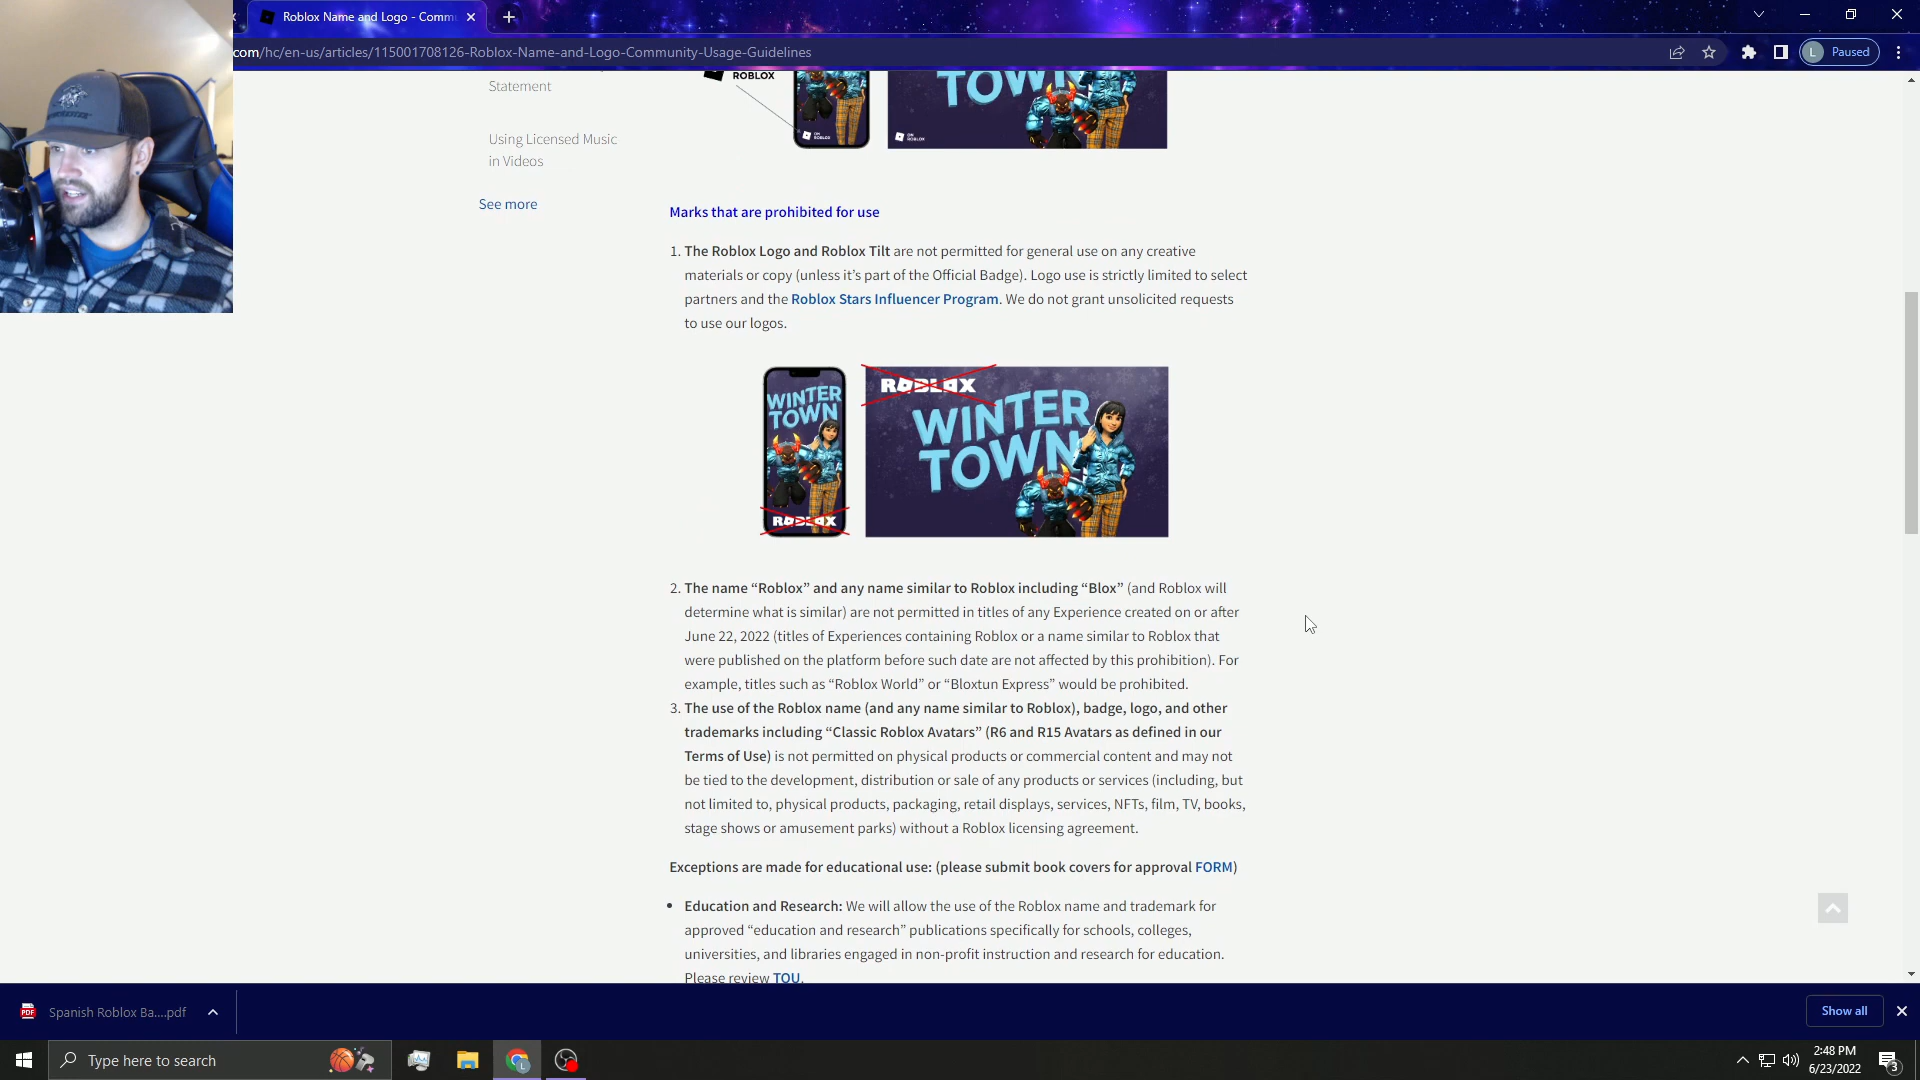 Roblox Name and Logo - Comm
com/hc/en-us/articles/115001708126-Roblox-Name-and-Logo-Community-Usage-Guidelines
L Paused
Statement
Using Licensed Music
in Videos
See more
ROBLOX
TOWN
ON
ROBLOX
ON
ROBLOX
Marks that are prohibited for use
1. The Roblox Logo and Roblox Tilt are not permitted for general use on any creative
materials or copy (unless it’s part of the Official Badge). Logo use is strictly limited to select
partners and the Roblox Stars Influencer Program. We do not grant unsolicited requests
to use our logos.
WINTER
TOWN
ROBLOX
ROBLOX
WINTER
TOWN
2. The name “Roblox” and any name similar to Roblox including “Blox” (and Roblox will
determine what is similar) are not permitted in titles of any Experience created on or after
June 22, 2022 (titles of Experiences containing Roblox or a name similar to Roblox that
were published on the platform before such date are not affected by this prohibition). For
example, titles such as “Roblox World” or “Bloxtun Express” would be prohibited.
3. The use of the Roblox name (and any name similar to Roblox), badge, logo, and other
trademarks including “Classic Roblox Avatars” (R6 and R15 Avatars as defined in our
Terms of Use) is not permitted on physical products or commercial content and may not
be tied to the development, distribution or sale of any products or services (including, but
not limited to, physical products, packaging, retail displays, services, NFTs, film, TV, books,
stage shows or amusement parks) without a Roblox licensing agreement.
Exceptions are made for educational use: (please submit book covers for approval FORM)
• Education and Research: We will allow the use of the Roblox name and trademark for
approved “education and research” publications specifically for schools, colleges,
universities, and libraries engaged in non-profit instruction and research for education.
Please review TOU.
Spanish Roblox Ba....pdf
Show all
Type here to search
2:48 PM
6/23/2022
3